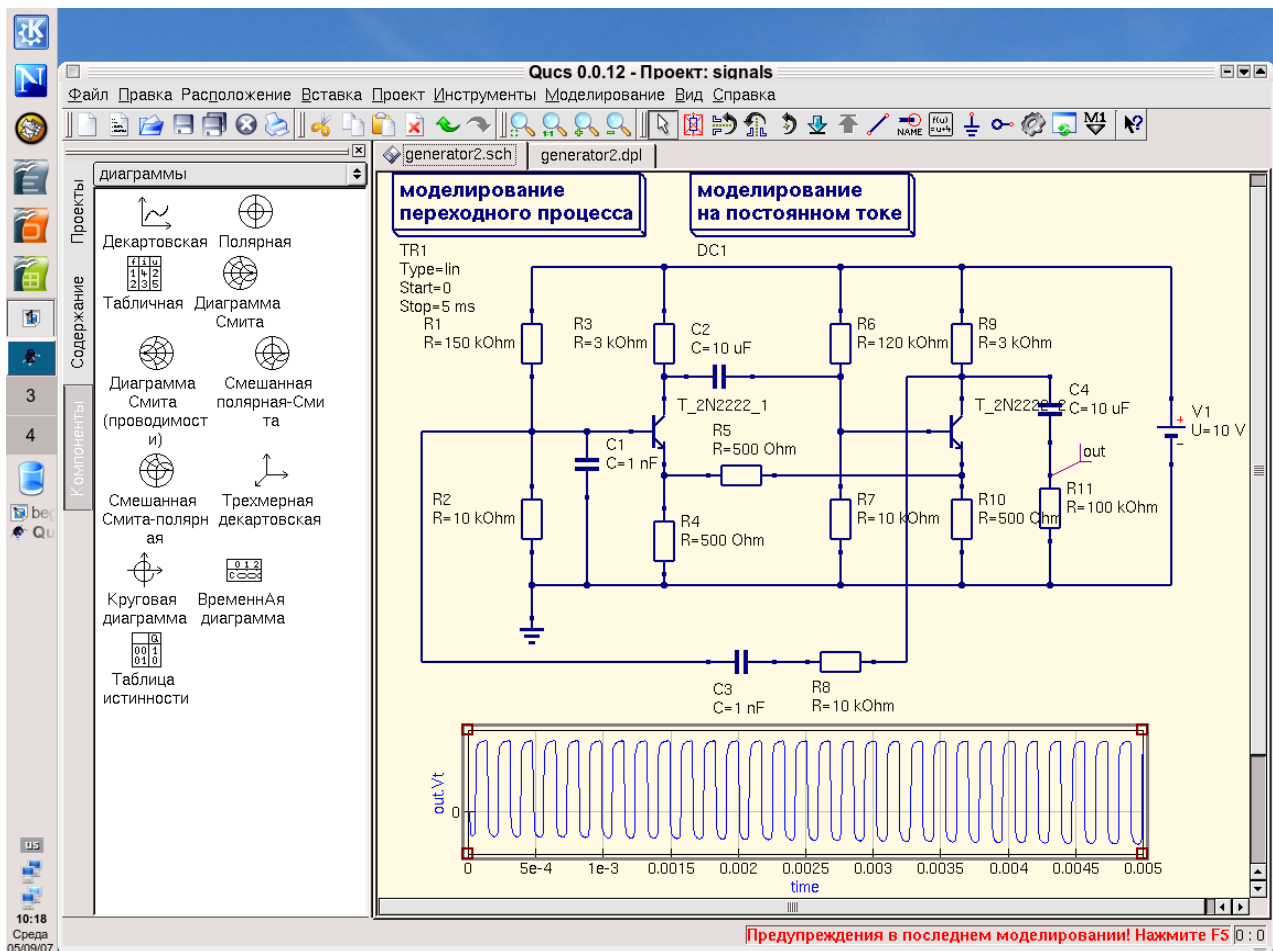 Qucs 0.0.12 - Проект: signals
Файл Правка Расположение Вставка Проект Инструменты Моделирование Вид Справка
NAME
M1
generator2.sch
generator2.dpl
Проекты
Содержание
Компоненты
диаграммы
Декартовская
Полярная
Табличная
Диаграмма
Смита
Диаграмма
Смита
(проводимост
и)
Смешанная
полярная-Сми
та
Смешанная
Смита-полярн
ая
Трехмерная
декартовская
Круговая
диаграмма
ВременнАя
диаграмма
Таблица
истинности
моделирование
переходного процесса
TR1
Type=lin
Start=0
Stop=5 ms
моделирование
на постоянном токе
DC1
R1
R=150 kOhm
R3
R=3 kOhm
C2
C=10 uF
R6
R=120 kOhm
R9
R=3 kOhm
T_2N2222_1
T_2N2222_2
C4
C=10 uF
V1
U=10 V
C1
C=1 nF
R5
R=500 Ohm
out
R2
R=10 kOhm
R4
R=500 Ohm
R7
R=10 kOhm
R10
R=500 Ohm
R11
R=100 kOhm
C3
C=1 nF
R8
R=10 kOhm
out.Vt
0
0 5e-4 1e-3 0.0015 0.002 0.0025 0.003 0.0035 0.004 0.0045 0.005
time
3
4
beg
Qu
us
10:18
Среда
05/09/07
Предупреждения в последнем моделировании! Нажмите F5
0 : 0